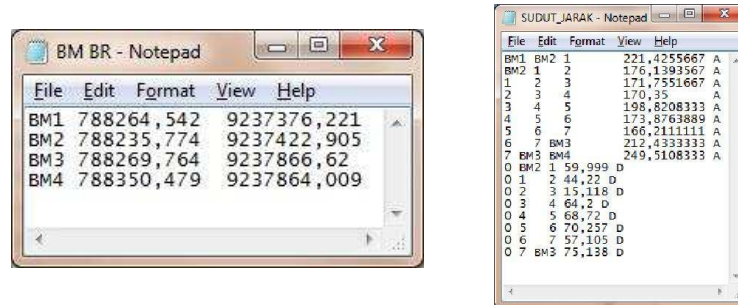 BM BR - Notepad
File Edit Format View Help
BM1 788264,542 9237376,221
BM2 788235,774 9237422,905
BM3 788269,764 9237866,62
BM4 788350,479 9237864,009
SUDUT_JARAK - Notepad
File Edit Format View Help
BM1 BM2 1 221,4255667 A
BM2 1 2 176,1393567 A
1 2 3 171,7551667 A
2 3 4 170,35 A
3 4 5 198,8208333 A
4 5 6 173,8763889 A
5 6 7 166,2111111 A
6 7 BM3 212,4333333 A
7 BM3 BM4 249,5108333 A
0 BM2 1 59,999 D
0 1 2 44,22 D
0 2 3 15,118 D
0 3 4 64,2 D
0 4 5 68,72 D
0 5 6 70,257 D
0 6 7 57,105 D
0 7 BM3 75,138 D